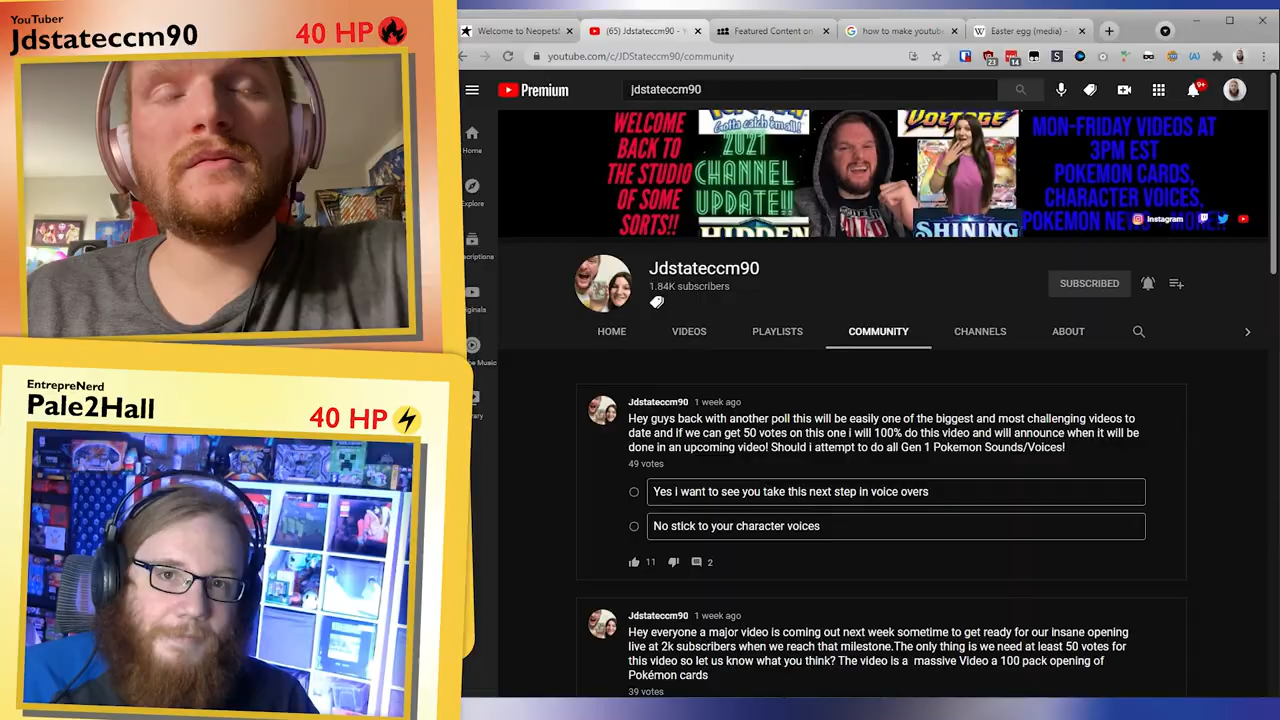 YouTuber
Jdstateccm90
40 HP
EntrepreNerd
Pale2Hall
40 HP
Welcome to Neopets!
(65) Jdstateccm90 - Y
Featured Content on
how to make youtube
Easter egg (media) -
youtube.com/c/JDStateccm90/community
23
14
Premium
jdstateccm90
9+
Home
Explore
WELCOME
BACK TO
THE STUDIO
OF SOME
SORTS!!
Gotta catch 'em all!
2021
CHANNEL
UPDATE!!
HIDDEN
VOLTAGE
SHINING
MON-FRIDAY VIDEOS AT
3PM EST
POKEMON CARDS,
CHARACTER VOICES,
Instagram
Jdstateccm90
1.84K subscribers
SUBSCRIBED
HOME
VIDEOS
PLAYLISTS
COMMUNITY
CHANNELS
ABOUT
Jdstateccm90 1 week ago
Hey guys back with another poll this will be easily one of the biggest and most challenging videos to
date and if we can get 50 votes on this one i will 100% do this video and will announce when it will be
done in an upcoming video! Should i attempt to do all Gen 1 Pokemon Sounds/Voices!
49 votes
Yes i want to see you take this next step in voice overs
No stick to your character voices
11
2
Jdstateccm90 1 week ago
Hey everyone a major video is coming out next week sometime to get ready for our insane opening
live at 2k subscribers when we reach that milestone.The only thing is we need at least 50 votes for
this video so let us know what you think? The video is a massive Video a 100 pack opening of
Pokémon cards
39 votes